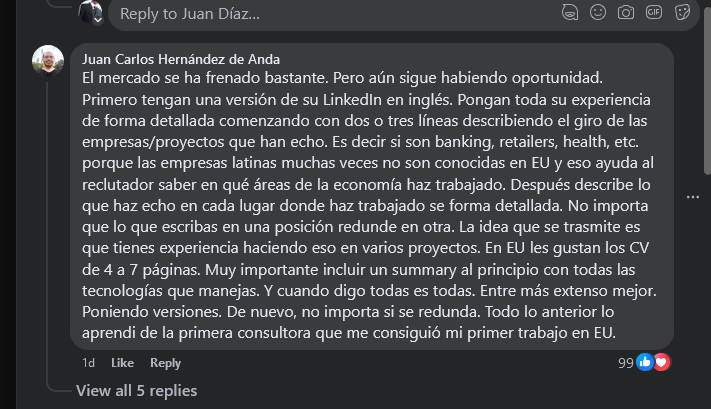 Reply to Juan Díaz...
Juan Carlos Hernández de Anda
El mercado se ha frenado bastante. Pero aún sigue habiendo oportunidad.
Primero tengan una versión de su LinkedIn en inglés. Pongan toda su experiencia
de forma detallada comenzando con dos o tres líneas describiendo el giro de las
empresas/proyectos que han echo. Es decir si son banking, retailers, health, etc.
porque las empresas latinas muchas veces no son conocidas en EU y eso ayuda al
reclutador saber en qué áreas de la economía haz trabajado. Después describe lo
que haz echo en cada lugar donde haz trabajado se forma detallada. No importa
que lo que escribas en una posición redunde en otra. La idea que se trasmite es
que tienes experiencia haciendo eso en varios proyectos. En EU les gustan los CV
de 4 a 7 páginas. Muy importante incluir un summary al principio con todas las
tecnologías que manejas. Y cuando digo todas es todas. Entre más extenso mejor.
Poniendo versiones. De nuevo, no importa si se redunda. Todo lo anterior lo
aprendi de la primera consultora que me consiguió mi primer trabajo en EU.
1d Like Reply 99
View all 5 replies